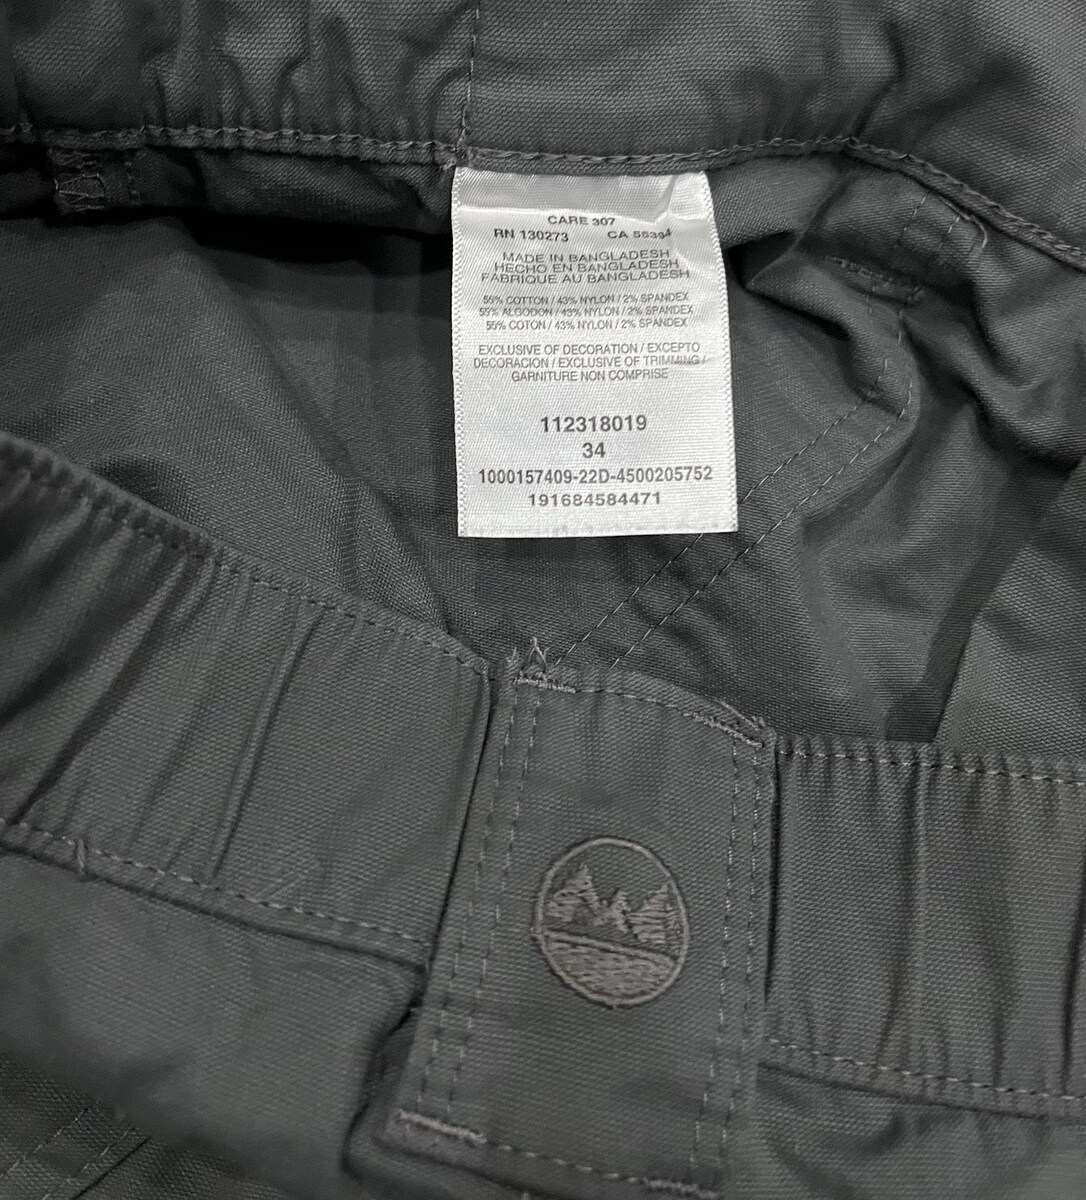 CARE 307
RN 130273 CA 55394
MADE IN BANGLADESH
HECHO EN BANGLADESH
FABRIQUE AU BANGLADESH
55% COTTON / 43% NYLON / 2% SPANDEX
55% ALGODON / 43% NYLON / 2% SPANDEX
55% COTON / 43% NYLON / 2% SPANDEX
EXCLUSIVE OF DECORATION / EXCEPTO
DECORACION / EXCLUSIVE OF TRIMMING /
GARNITURE NON COMPRISE
112318019
34
1000157409-22D-4500205752
191684584471